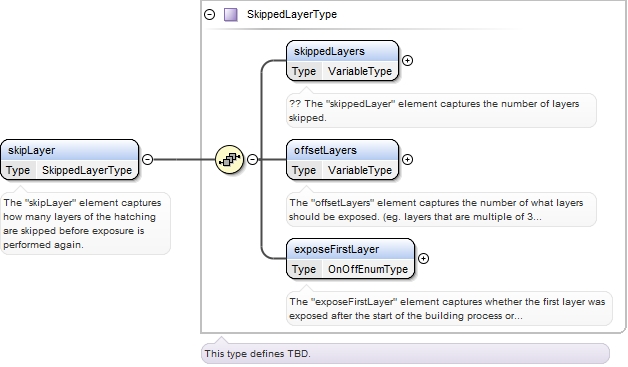 SkippedLayerType
skippedLayers
Type VariableType
?? The "skippedLayer" element captures the number of layers
skipped.
skipLayer
Type SkippedLayerType
The "skipLayer" element captures
how many layers of the hatching
are skipped before exposure is
performed again.
offsetLayers
Type VariableType
The "offsetLayers" element captures the number of what layers
should be exposed. (eg. layers that are multiple of 3...
exposeFirstLayer
Type OnOffEnumType
The "exposeFirstLayer" element captures whether the first layer was
exposed after the start of the building process or...
This type defines TBD.